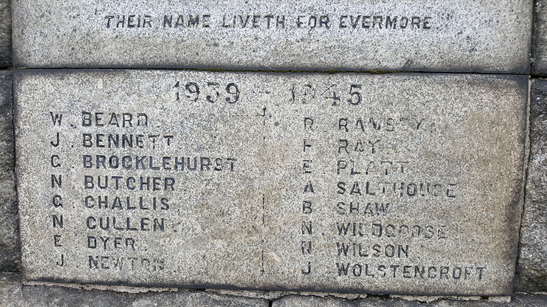 THEIR NAME LIVETH FOR EVERMORE
1939 - 1945
W. BEARD
J. BENNETT
G. BROCKLEHURST
N. BUTCHER
G. CHALLIS
N. CULLEN
E. DYER
J. NEWTON
R. RAMSEY
H. RAY
E. PLATT
A. SALTHOUSE
B. SHAW
N. WILDGOOSE
N. WILSON
J. WOLSTENCROFT